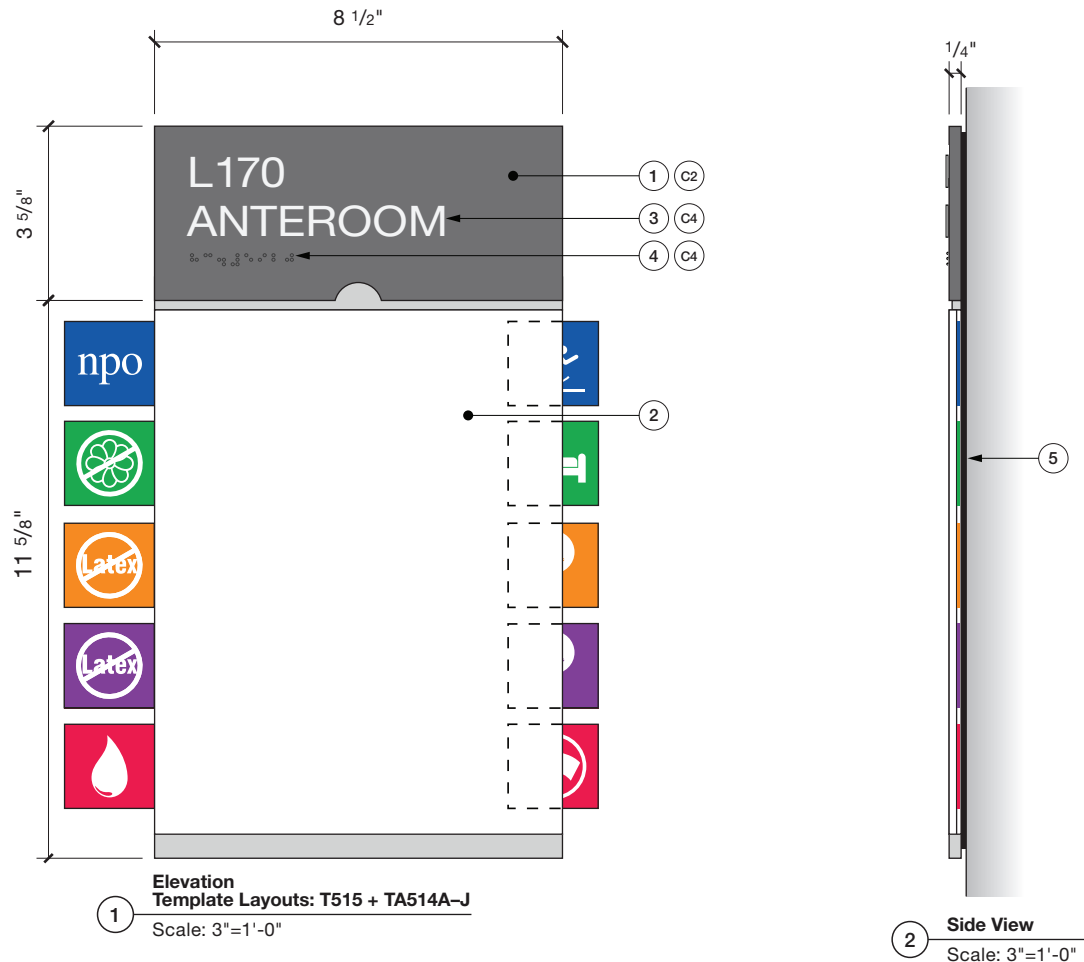 8 1/2"
1/4"
3 5/8"
L170
ANTEROOM
1 C2
3 C4
4 C4
npo
2
5
11 5/8"
Latex
Latex
1
Elevation
Template Layouts: T515 + TA514A–J
Scale: 3"=1'-0"
2
Side View
Scale: 3"=1'-0"